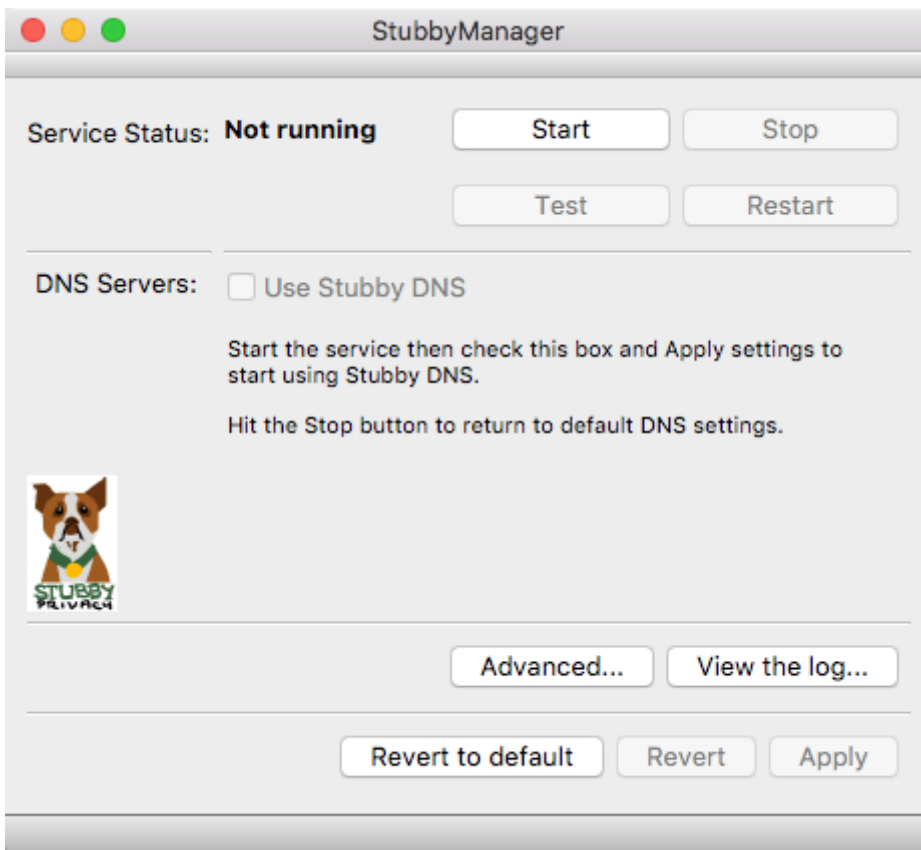 StubbyManager
Service Status: Not running Start Stop
Test Restart
DNS Servers: Use Stubby DNS
Start the service then check this box and Apply settings to
start using Stubby DNS.
Hit the Stop button to return to default DNS settings.
STUBBY
PRIVACY
Advanced... View the log...
Revert to default Revert Apply